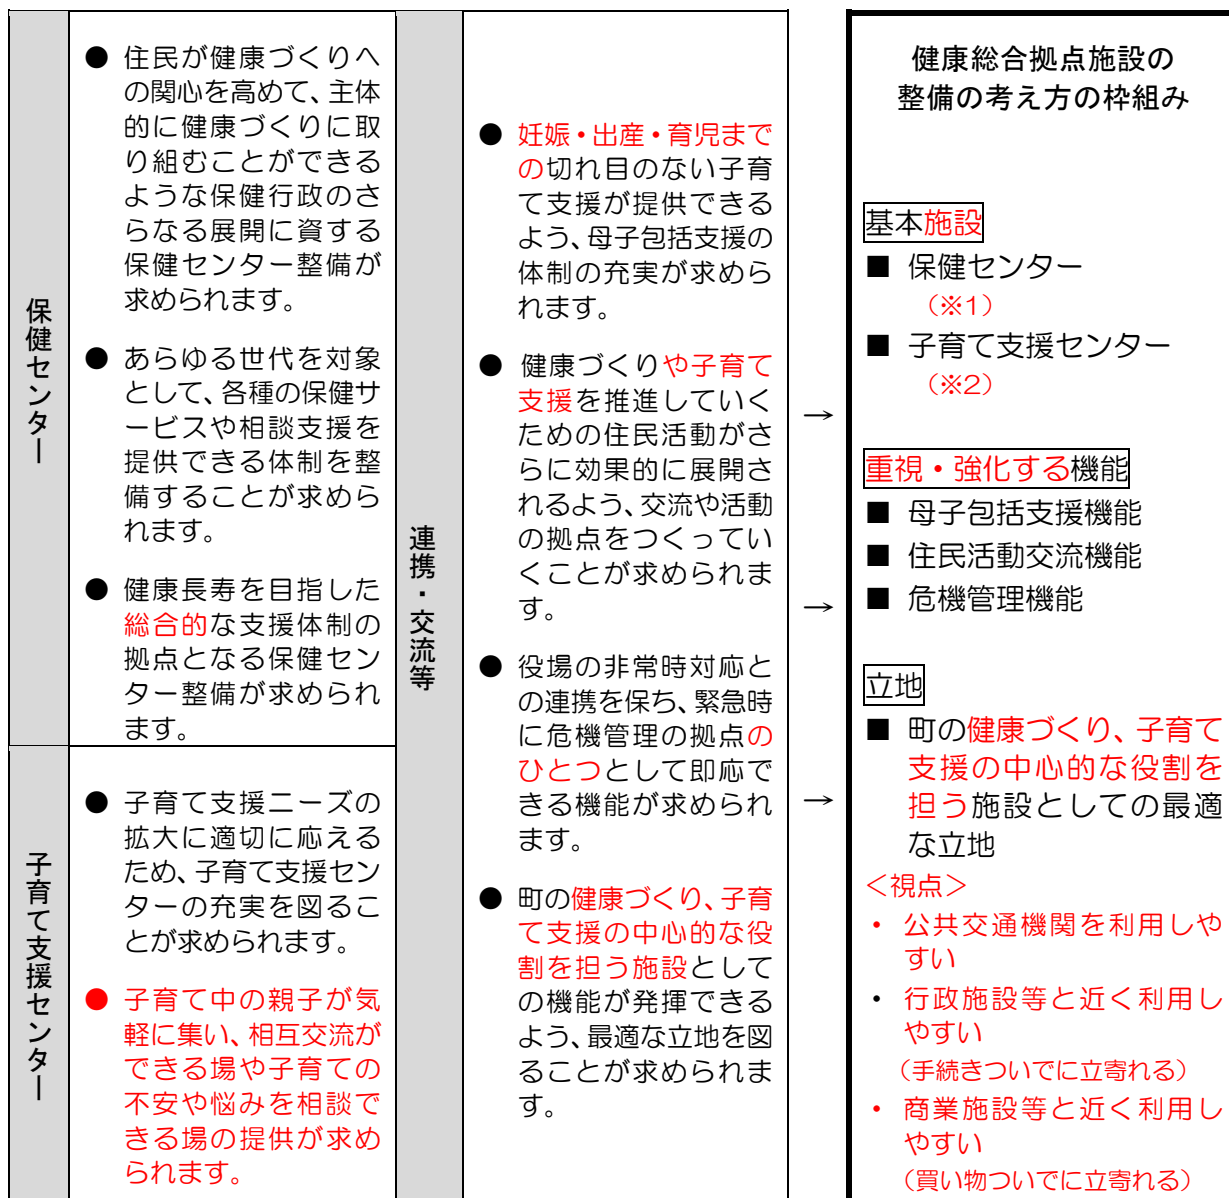 保健センター
● 住民が健康づくりへ
の関心を高めて、主体
的に健康づくりに取
り組むことができる
ような保健行政のさ
らなる展開に資する
保健センター整備が
求められます。
● あらゆる世代を対象
として、各種の保健サ
ービスや相談支援を
提供できる体制を整
備することが求めら
れます。
● 健康長寿を目指した
総合的な支援体制の
拠点となる保健セン
ター整備が求められ
ます。
子育て支援センター
● 子育て支援ニーズの
拡大に適切に応える
ため、子育て支援セン
ターの充実を図るこ
とが求められます。
● 子育て中の親子が気
軽に集い、相互交流が
できる場や子育ての
不安や悩みを相談で
きる場の提供が求め
られます。
連携・交流等
● 妊娠・出産・育児まで
の切れ目のない子育
て支援が提供できる
よう、母子包括支援の
体制の充実が求めら
れます。
● 健康づくりや子育て
支援を推進していく
ための住民活動がさ
らに効果的に展開さ
れるよう、交流や活動
の拠点をつくってい
くことが求められま
す。
● 役場の非常時対応と
の連携を保ち、緊急時
に危機管理の拠点の
ひとつとして即応で
きる機能が求められ
ます。
● 町の健康づくり、子育
て支援の中心的な役
割を担う施設として
の機能が発揮できる
よう、最適な立地を図
ることが求められま
す。
→
→
→
健康総合拠点施設の
整備の考え方の枠組み
基本施設
■ 保健センター
（※1）
■ 子育て支援センター
（※2）
重視・強化する機能
■ 母子包括支援機能
■ 住民活動交流機能
■ 危機管理機能
立地
■ 町の健康づくり、子育て
支援の中心的な役割を
担う施設としての最適
な立地
＜視点＞
・ 公共交通機関を利用しや
すい
・ 行政施設等と近く利用し
やすい
（手続きついでに立寄れる）
・ 商業施設等と近く利用し
やすい
（買い物ついでに立寄れる）